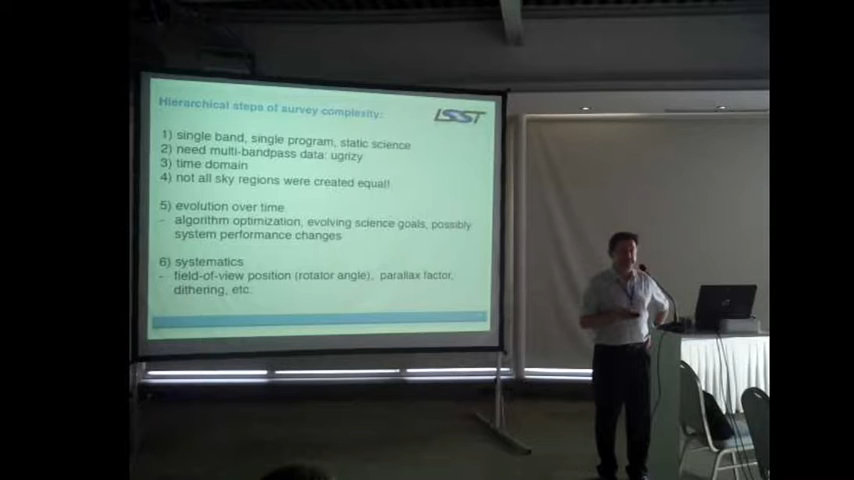 Hierarchical steps of survey complexity:
LSST
1) single band, single program, static science
2) need multi-bandpass data: ugrizy
3) time domain
4) not all sky regions were created equal!
5) evolution over time
- algorithm optimization, evolving science goals, possibly
system performance changes
6) systematics
- field-of-view position (rotator angle), parallax factor,
dithering, etc.